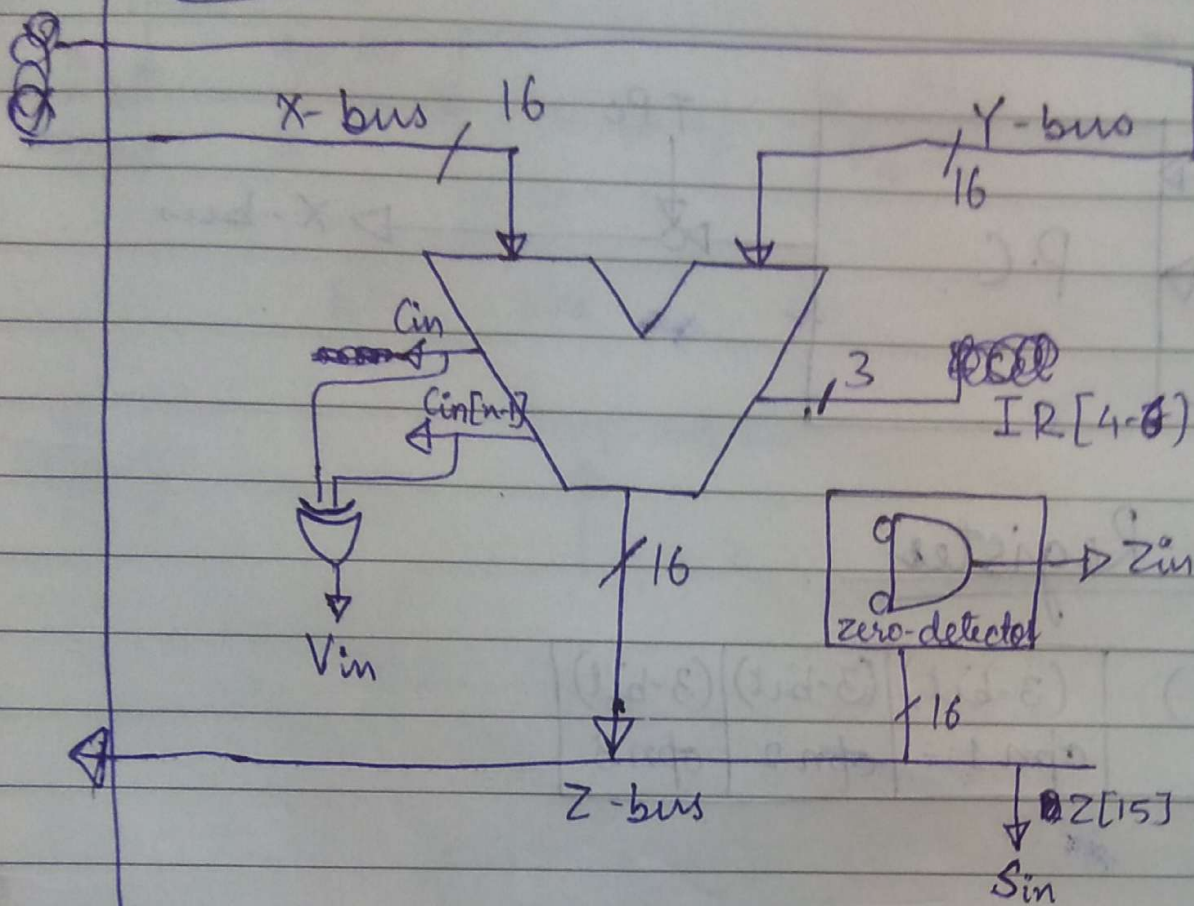 X-bus 16
Y-bus
16
Cin
Cin[n-1]
3
IR[4-6)
16
Zin
zero-detector
Vin
16
Z-bus
Z[15]
Sin